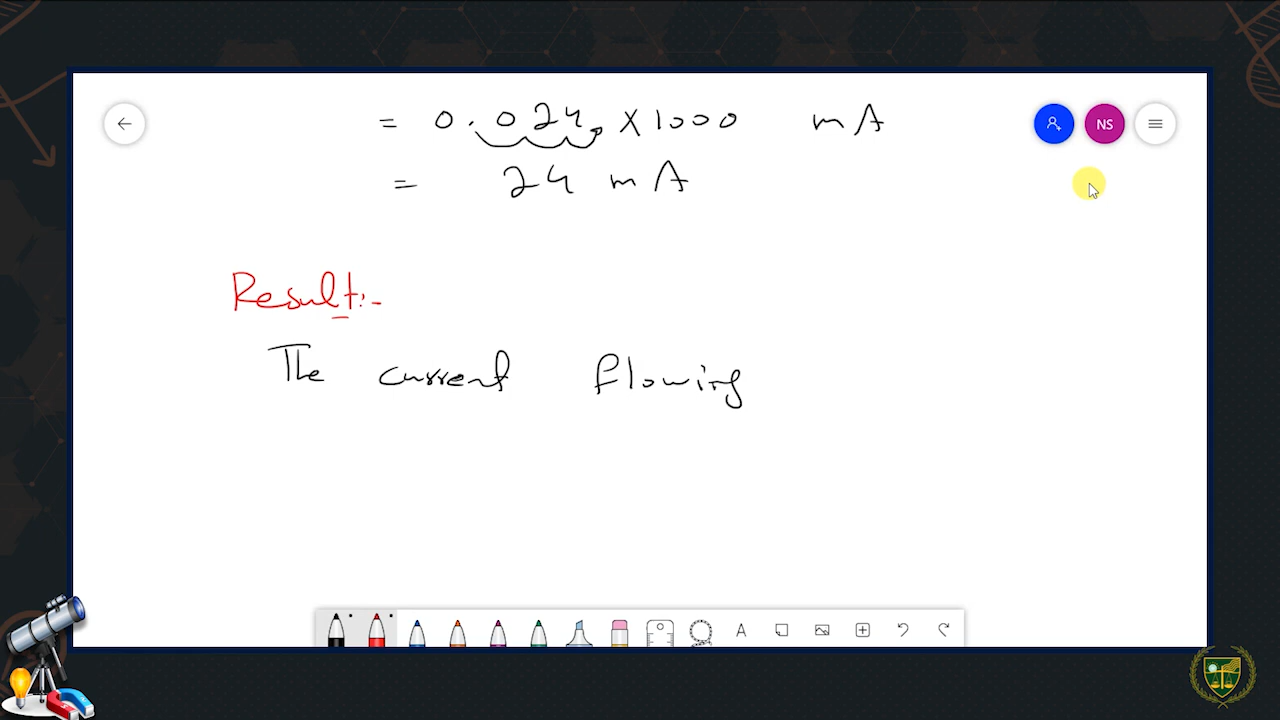 = 0.024 × 1000 mA
NS
= 24 mA
Result:-
The current flowing
A